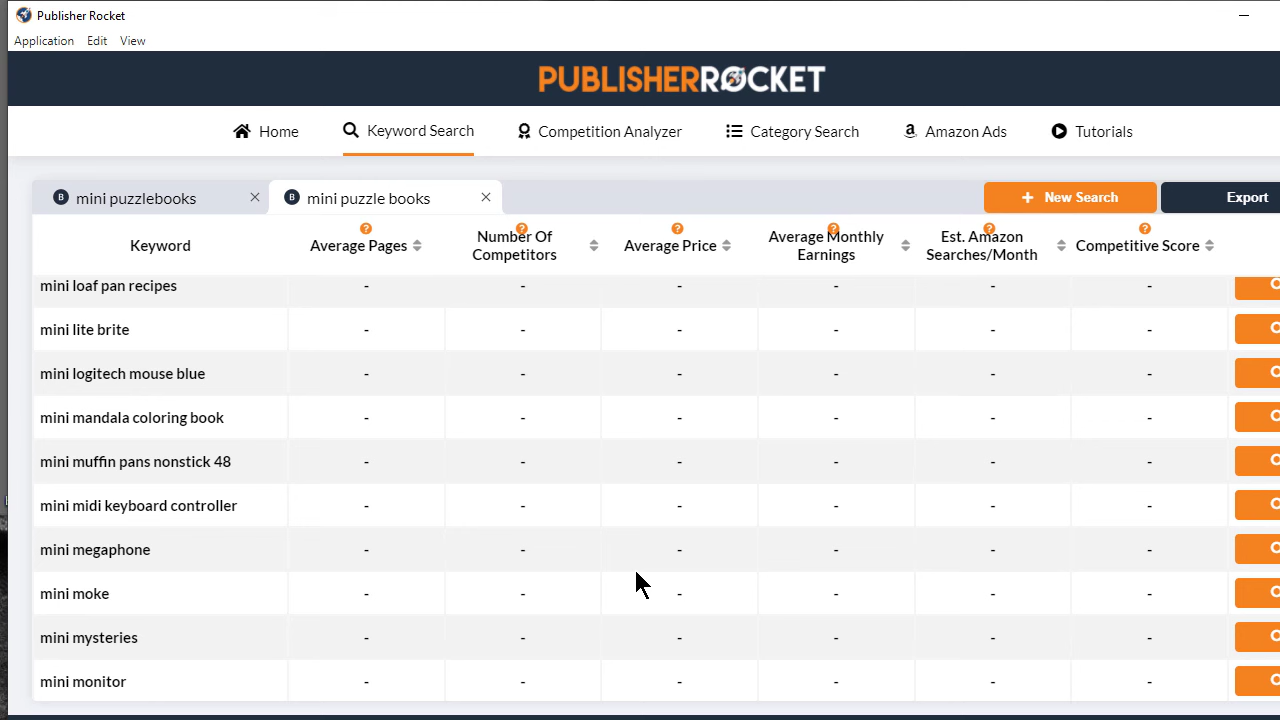 Publisher Rocket
Application Edit View
PUBLISHERROCKET
Home Keyword Search Competition Analyzer Category Search Amazon Ads Tutorials
B mini puzzlebooks B mini puzzle books + New Search Export
? ? ? ? ? ?
Keyword Average Pages Number Of Competitors Average Price Average Monthly Earnings Est. Amazon Searches/Month Competitive Score
mini loaf pan recipes - - - - - -
mini lite brite - - - - - -
mini logitech mouse blue - - - - - -
mini mandala coloring book - - - - - -
mini muffin pans nonstick 48 - - - - - -
mini midi keyboard controller - - - - - -
mini megaphone - - - - - -
mini moke - - - - - -
mini mysteries - - - - - -
mini monitor - - - - - -